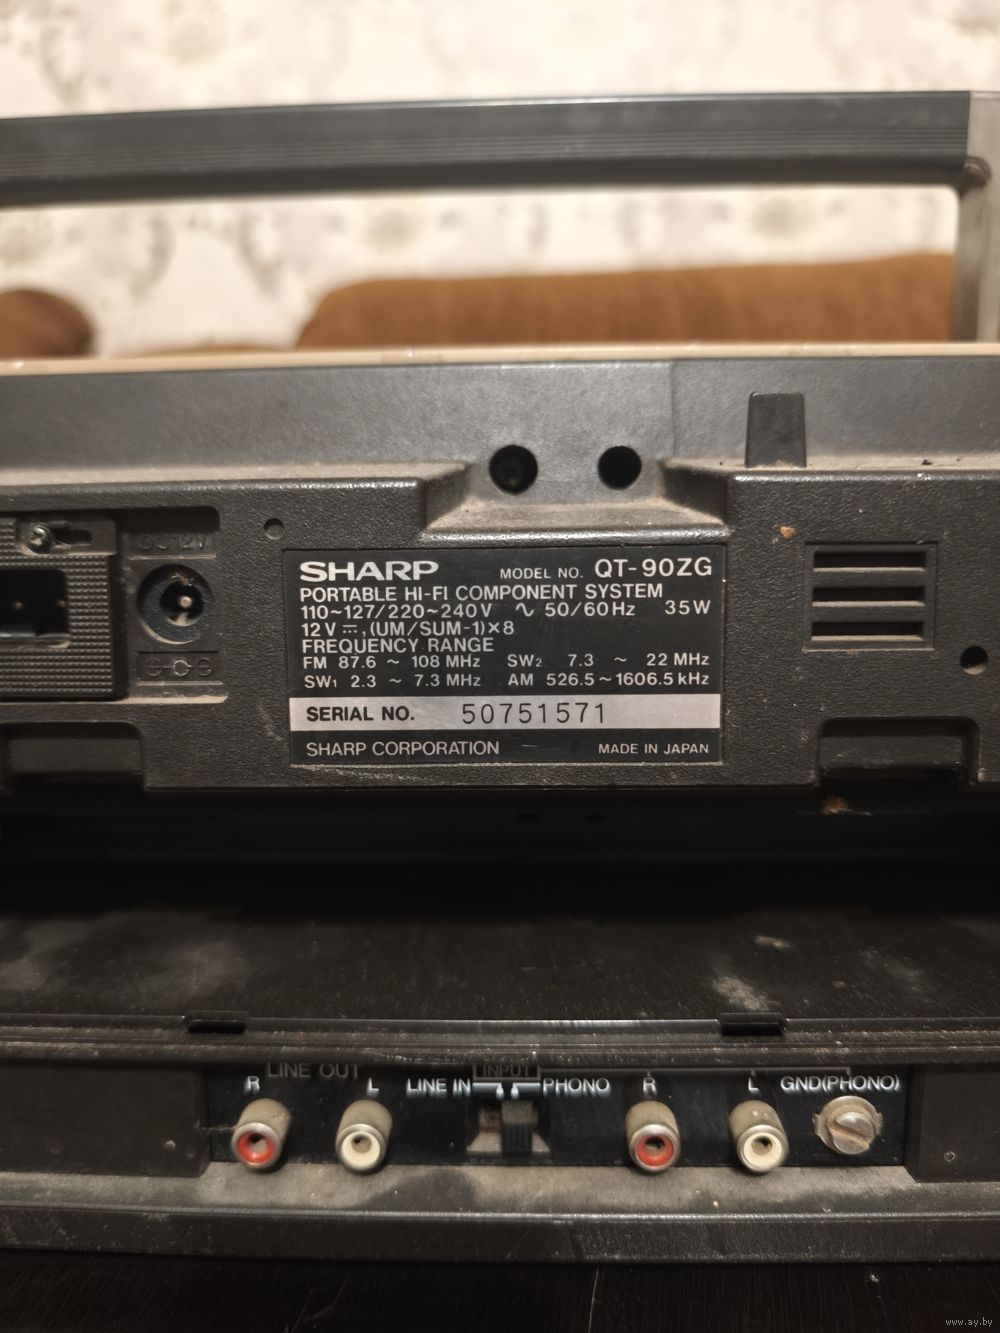 DC12V
SHARP MODEL NO. QT-90ZG
PORTABLE HI-FI COMPONENT SYSTEM
110~127/220~240V ∿ 50/60Hz 35W
12V ⎓, (UM/SUM-1)×8
FREQUENCY RANGE
FM 87.6 ~ 108 MHz SW₂ 7.3 ~ 22 MHz
SW₁ 2.3 ~ 7.3 MHz AM 526.5~1606.5 kHz
SERIAL NO. 50751571
SHARP CORPORATION MADE IN JAPAN
LINE OUT INPUT
R L LINE IN PHONO R L GND(PHONO)
www.ay.by